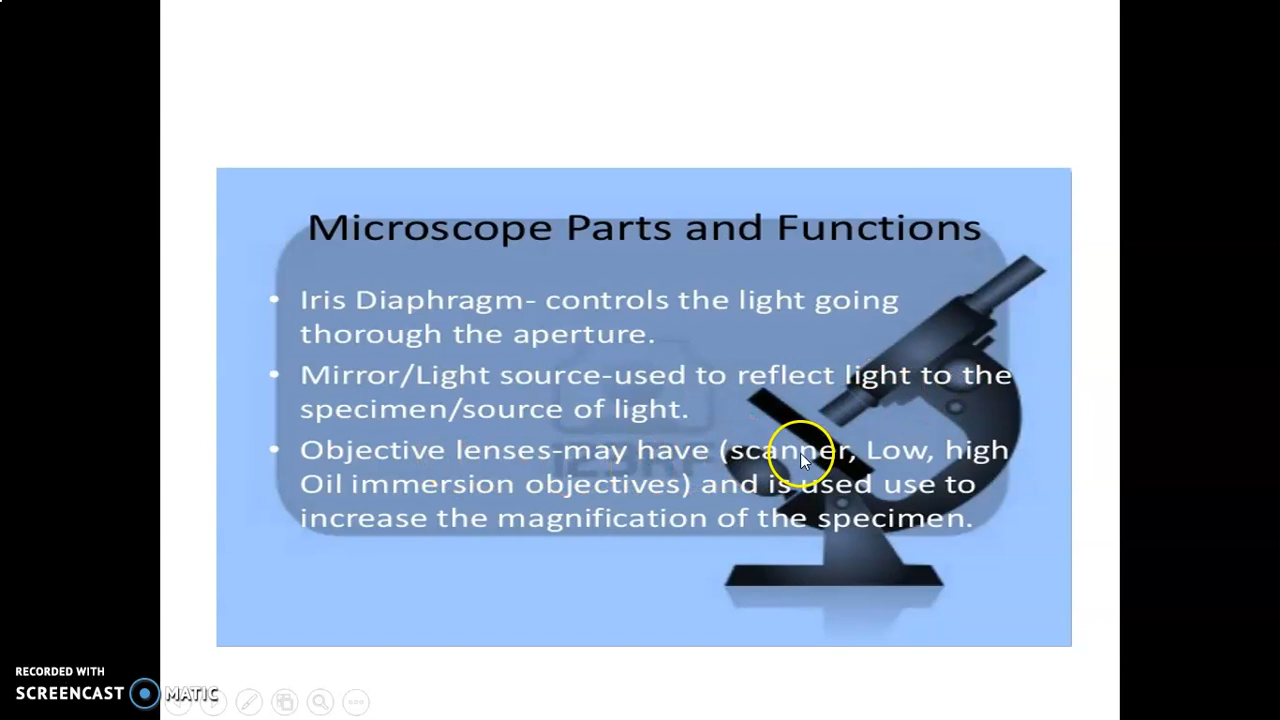 Microscope Parts and Functions
• Iris Diaphragm- controls the light going
thorough the aperture.
• Mirror/Light source-used to reflect light to the
specimen/source of light.
• Objective lenses-may have (scanner, Low, high
Oil immersion objectives) and is used use to
increase the magnification of the specimen.
RECORDED WITH
SCREENCAST MATIC